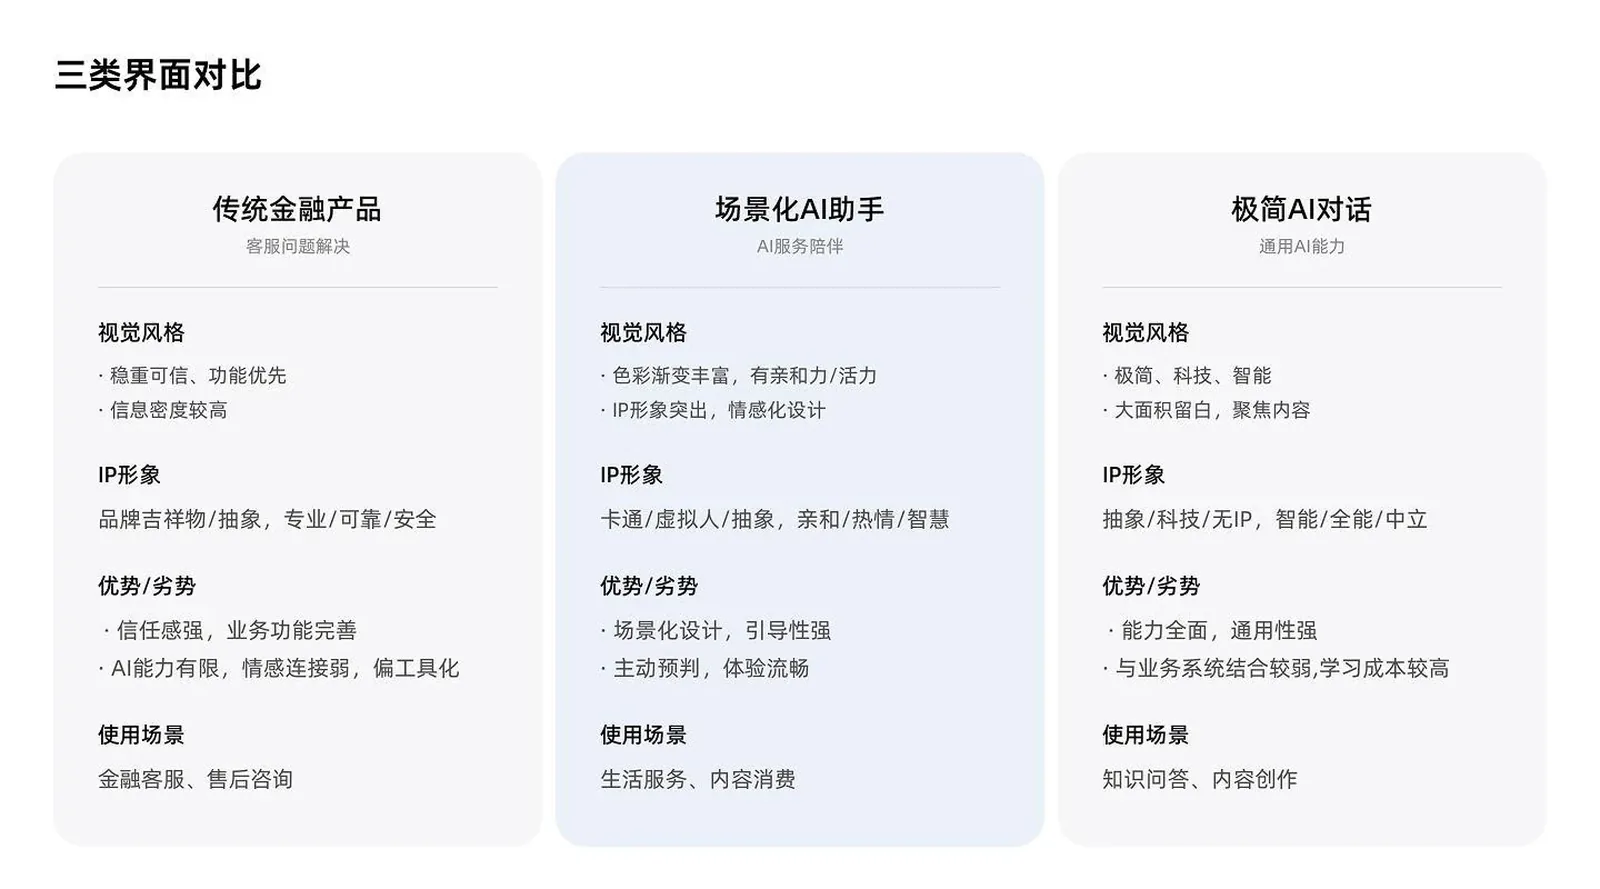 三类界面对比
传统金融产品
客服问题解决
视觉风格
· 稳重可信、功能优先
· 信息密度较高
IP形象
品牌吉祥物/抽象，专业/可靠/安全
优势/劣势
· 信任感强，业务功能完善
· AI能力有限，情感连接弱，偏工具化
使用场景
金融客服、售后咨询
场景化AI助手
AI服务陪伴
视觉风格
· 色彩渐变丰富，有亲和力/活力
· IP形象突出，情感化设计
IP形象
卡通/虚拟人/抽象，亲和/热情/智慧
优势/劣势
· 场景化设计，引导性强
· 主动预判，体验流畅
使用场景
生活服务、内容消费
极简AI对话
通用AI能力
视觉风格
· 极简、科技、智能
· 大面积留白，聚焦内容
IP形象
抽象/科技/无IP，智能/全能/中立
优势/劣势
· 能力全面，通用性强
· 与业务系统结合较弱,学习成本较高
使用场景
知识问答、内容创作